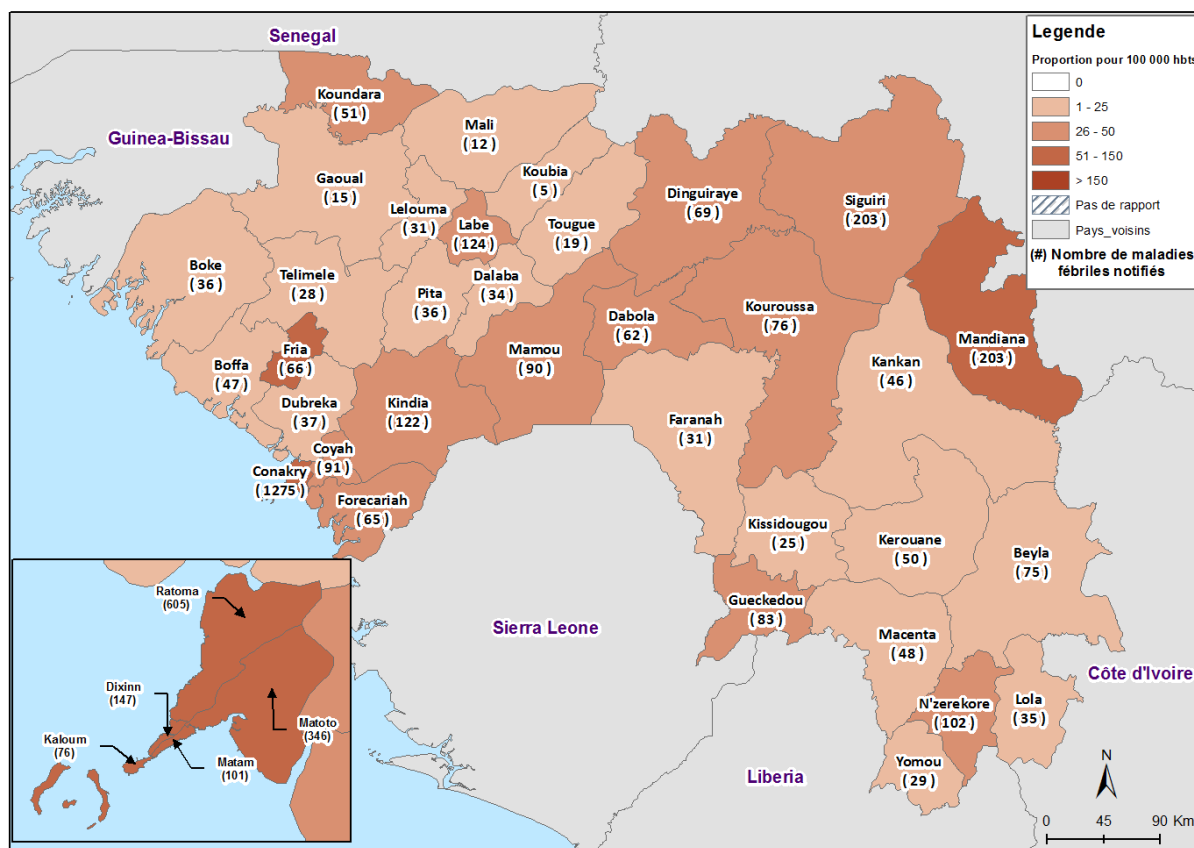 Senegal
Guinea-Bissau
Koundara
(51)
Mali
(12)
Gaoual
(15)
Koubia
(5)
Lelouma
(31)
Labe
(124)
Tougue
(19)
Dinguiraye
(69)
Siguiri
(203)
Boke
(36)
Telimele
(28)
Pita
(36)
Dalaba
(34)
Dabola
(62)
Kouroussa
(76)
Mandiana
(203)
Fria
(66)
Boffa
(47)
Mamou
(90)
Kankan
(46)
Dubreka
(37)
Kindia
(122)
Faranah
(31)
Coyah
(91)
Conakry
(1275)
Forecariah
(65)
Kissidougou
(25)
Kerouane
(50)
Beyla
(75)
Gueckedou
(83)
Sierra Leone
Macenta
(48)
Côte d'Ivoire
N'zerekore
(102)
Lola
(35)
Yomou
(29)
Liberia
Legende
Proportion pour 100 000 hbts
0
1 - 25
26 - 50
51 - 150
> 150
Pas de rapport
Pays_voisins
(#) Nombre de maladies
fébriles notifiés
Ratoma
(605)
Dixinn
(147)
Kaloum
(76)
Matam
(101)
Matoto
(346)
N
0 45 90 Km